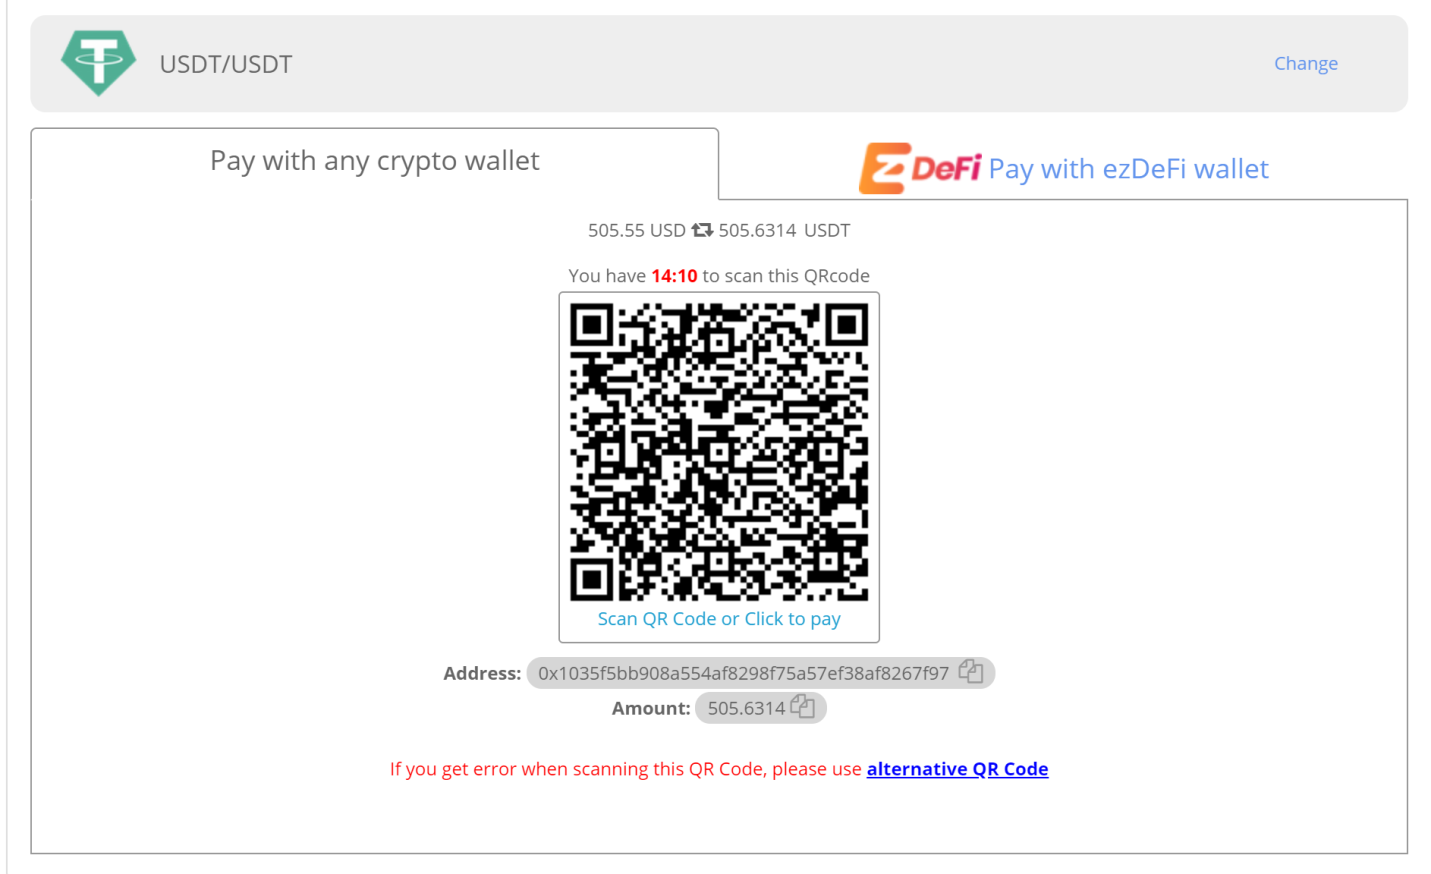 USDT/USDT
Change
Pay with any crypto wallet
DeFi Pay with ezDeFi wallet
505.55 USD 505.6314 USDT
You have 14:10 to scan this QRcode
Scan QR Code or Click to pay
Address: 0x1035f5bb908a554af8298f75a57ef38af8267f97
Amount: 505.6314
If you get error when scanning this QR Code, please use alternative QR Code